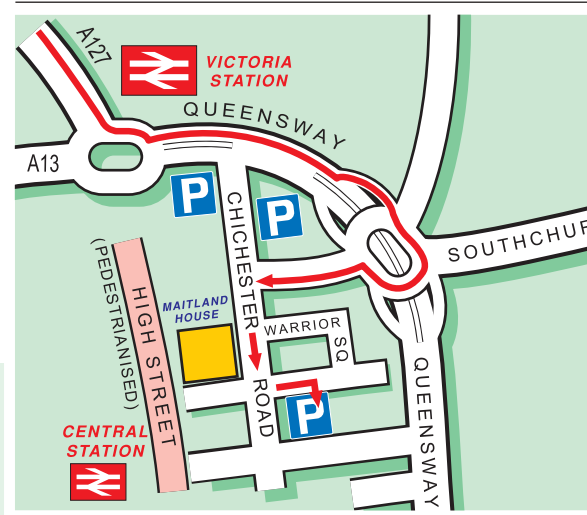 A127
VICTORIA
STATION
QUEENSWAY
A13
P
P
CHICHESTER
SOUTHCHUR
(PEDESTRIANISED)
HIGH STREET
MAITLAND
HOUSE
WARRIOR
SQ
ROAD
P
QUEENSWAY
CENTRAL
STATION